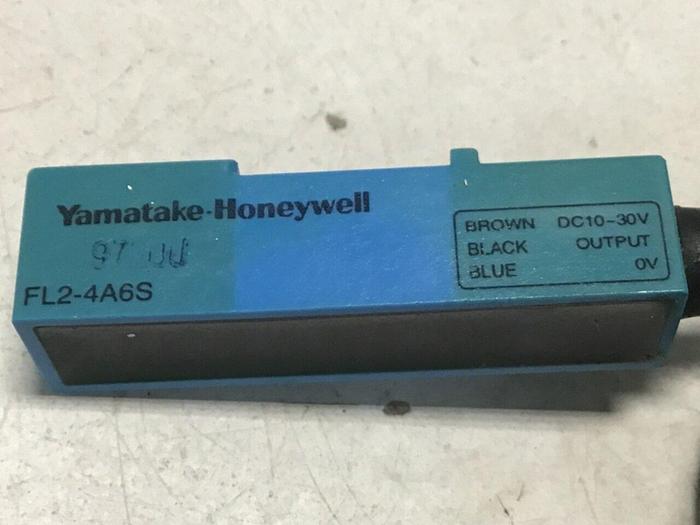 Yamatake-Honeywell
FL2-4A6S
BROWN DC10-30V
BLACK OUTPUT
BLUE 0V